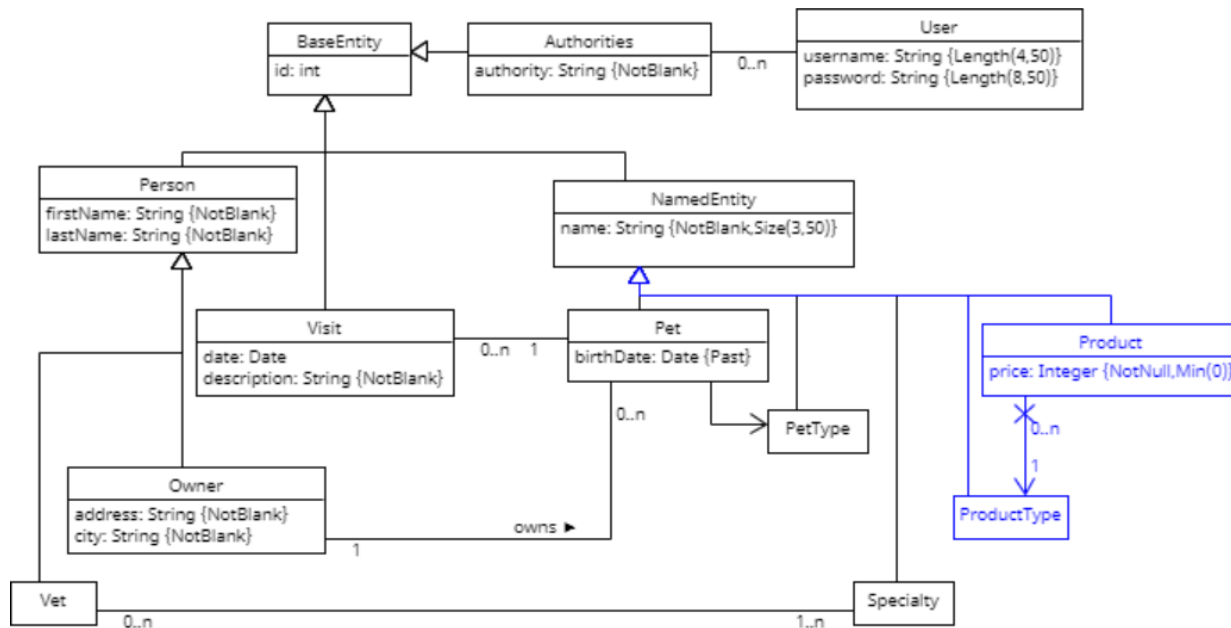 BaseEntity
id: int
Authorities
authority: String {NotBlank}
0..n
User
username: String {Length(4,50)}
password: String {Length(8,50)}
Person
firstName: String {NotBlank}
lastName: String {NotBlank}
NamedEntity
name: String {NotBlank,Size(3,50)}
Visit
date: Date
description: String {NotBlank}
0..n
1
Pet
birthDate: Date {Past}
0..n
PetType
Product
price: Integer {NotNull,Min(0)}
0..n
1
ProductType
Owner
address: String {NotBlank}
city: String {NotBlank}
1
owns ►
Vet
0..n
1..n
Specialty